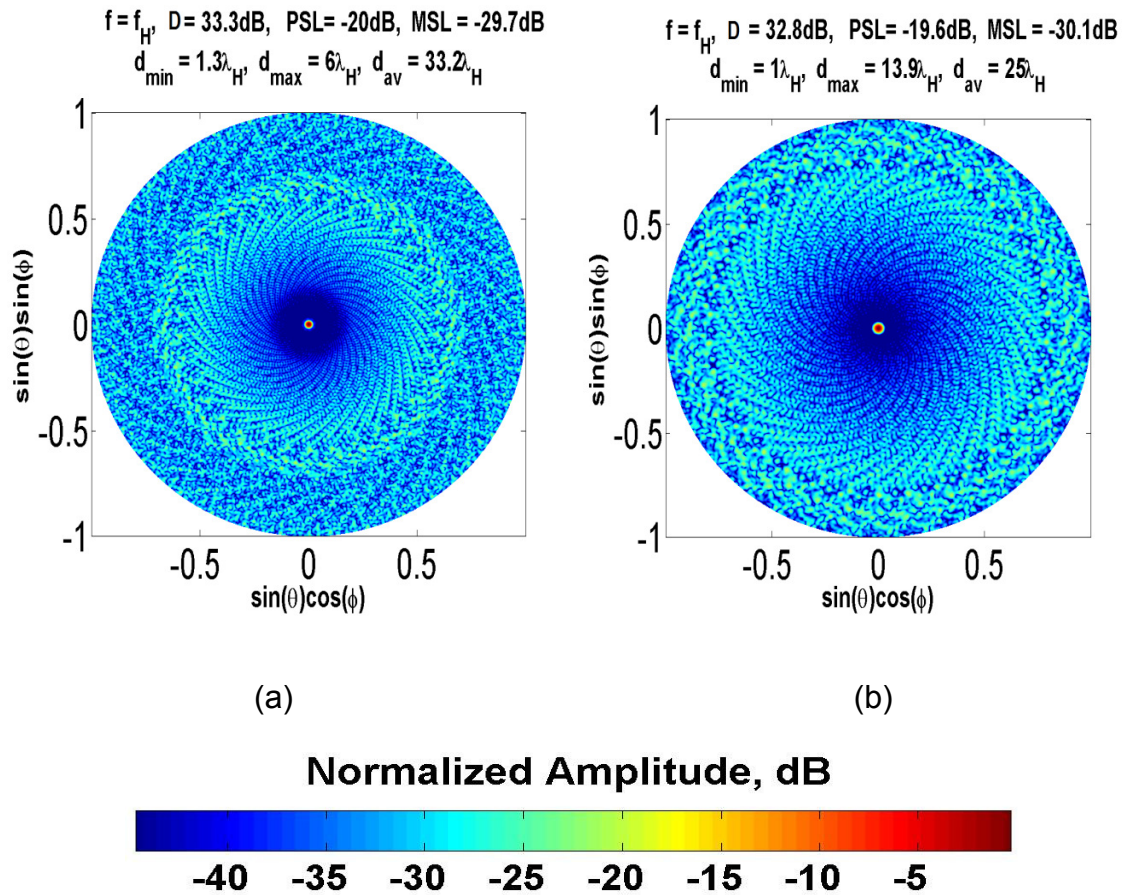 f = f_H, D = 33.3dB, PSL= -20dB, MSL = -29.7dB
d_min = 1.3λ_H, d_max = 6λ_H, d_av = 33.2λ_H
1
0.5
0
-0.5
-1
sin(θ)sin(ϕ)
-0.5 0 0.5
sin(θ)cos(ϕ)
(a)
f = f_H, D = 32.8dB, PSL= -19.6dB, MSL = -30.1dB
d_min = 1λ_H, d_max = 13.9λ_H, d_av = 25λ_H
1
0.5
0
-0.5
-1
sin(θ)sin(ϕ)
-0.5 0 0.5
sin(θ)cos(ϕ)
(b)
Normalized Amplitude, dB
-40 -35 -30 -25 -20 -15 -10 -5